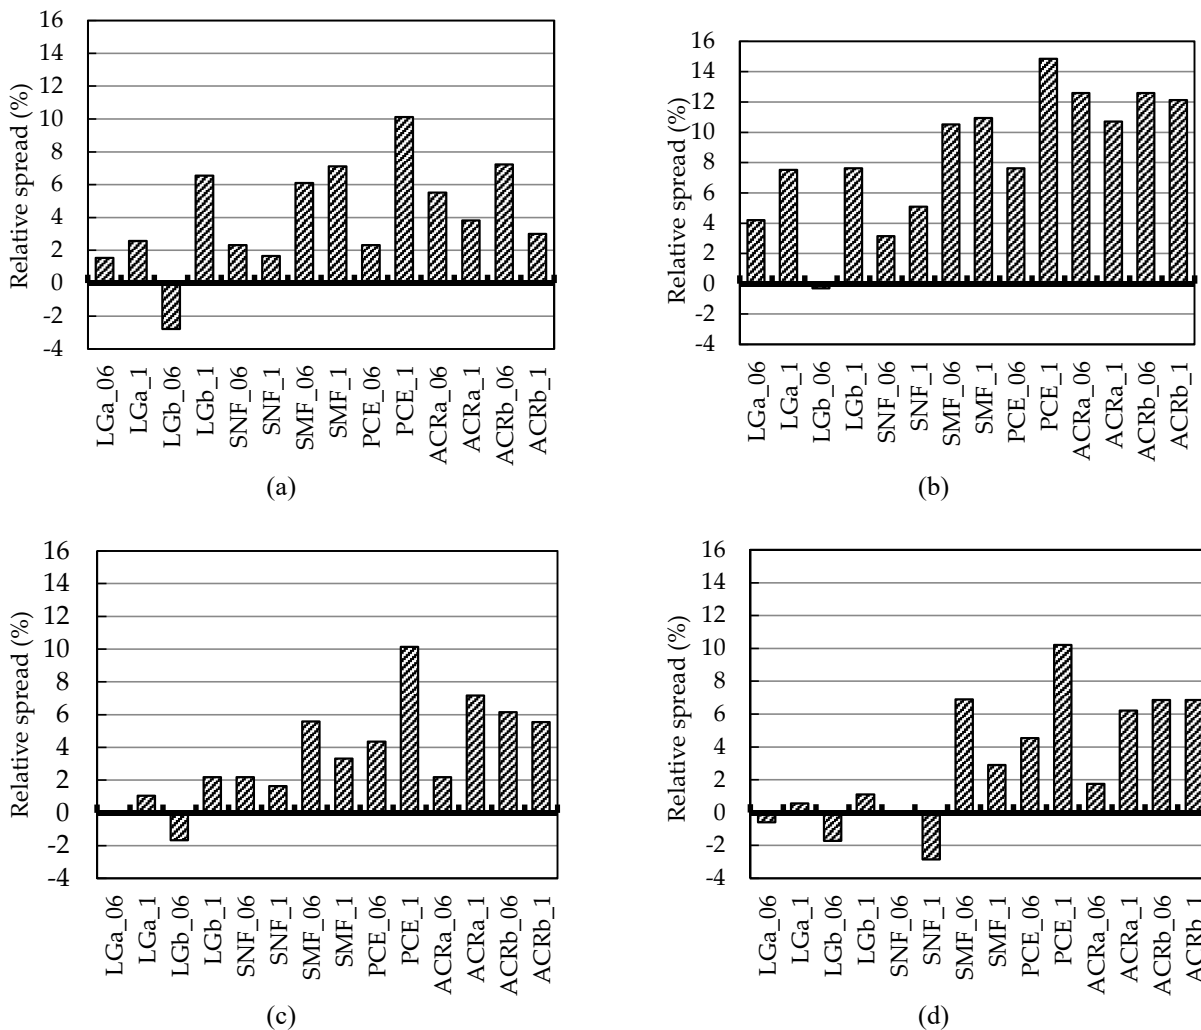 16
14
12
10
8
6
4
2
0
-2
-4
Relative spread (%)
LGa_06
LGa_1
LGb_06
LGb_1
SNF_06
SNF_1
SMF_06
SMF_1
PCE_06
PCE_1
ACRa_06
ACRa_1
ACRb_06
ACRb_1
(a)
16
14
12
10
8
6
4
2
0
-2
-4
Relative spread (%)
LGa_06
LGa_1
LGb_06
LGb_1
SNF_06
SNF_1
SMF_06
SMF_1
PCE_06
PCE_1
ACRa_06
ACRa_1
ACRb_06
ACRb_1
(b)
16
14
12
10
8
6
4
2
0
-2
-4
Relative spread (%)
LGa_06
LGa_1
LGb_06
LGb_1
SNF_06
SNF_1
SMF_06
SMF_1
PCE_06
PCE_1
ACRa_06
ACRa_1
ACRb_06
ACRb_1
(c)
16
14
12
10
8
6
4
2
0
-2
-4
Relative spread (%)
LGa_06
LGa_1
LGb_06
LGb_1
SNF_06
SNF_1
SMF_06
SMF_1
PCE_06
PCE_1
ACRa_06
ACRa_1
ACRb_06
ACRb_1
(d)